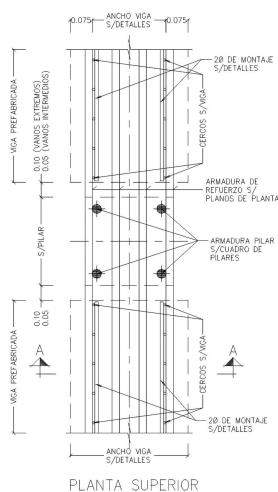 0.075
ANCHO VIGA
S/DETALLES
0.075
VIGA PREFABRICADA
0.10 (VANOS EXTREMOS)
0.05 (VANOS INTERMEDIOS)
CERCOS S/VIGA
2Ø DE MONTAJE
S/DETALLES
ARMADURA DE
REFUERZO S/
PLANOS DE PLANTA
S/PILAR
ARMADURA PILAR
S/CUADRO DE
PILARES
0.10
0.05
A
A
VIGA PREFABRICADA
CERCOS S/VIGA
2Ø DE MONTAJE
S/DETALLES
ANCHO VIGA
S/DETALLES
PLANTA SUPERIOR